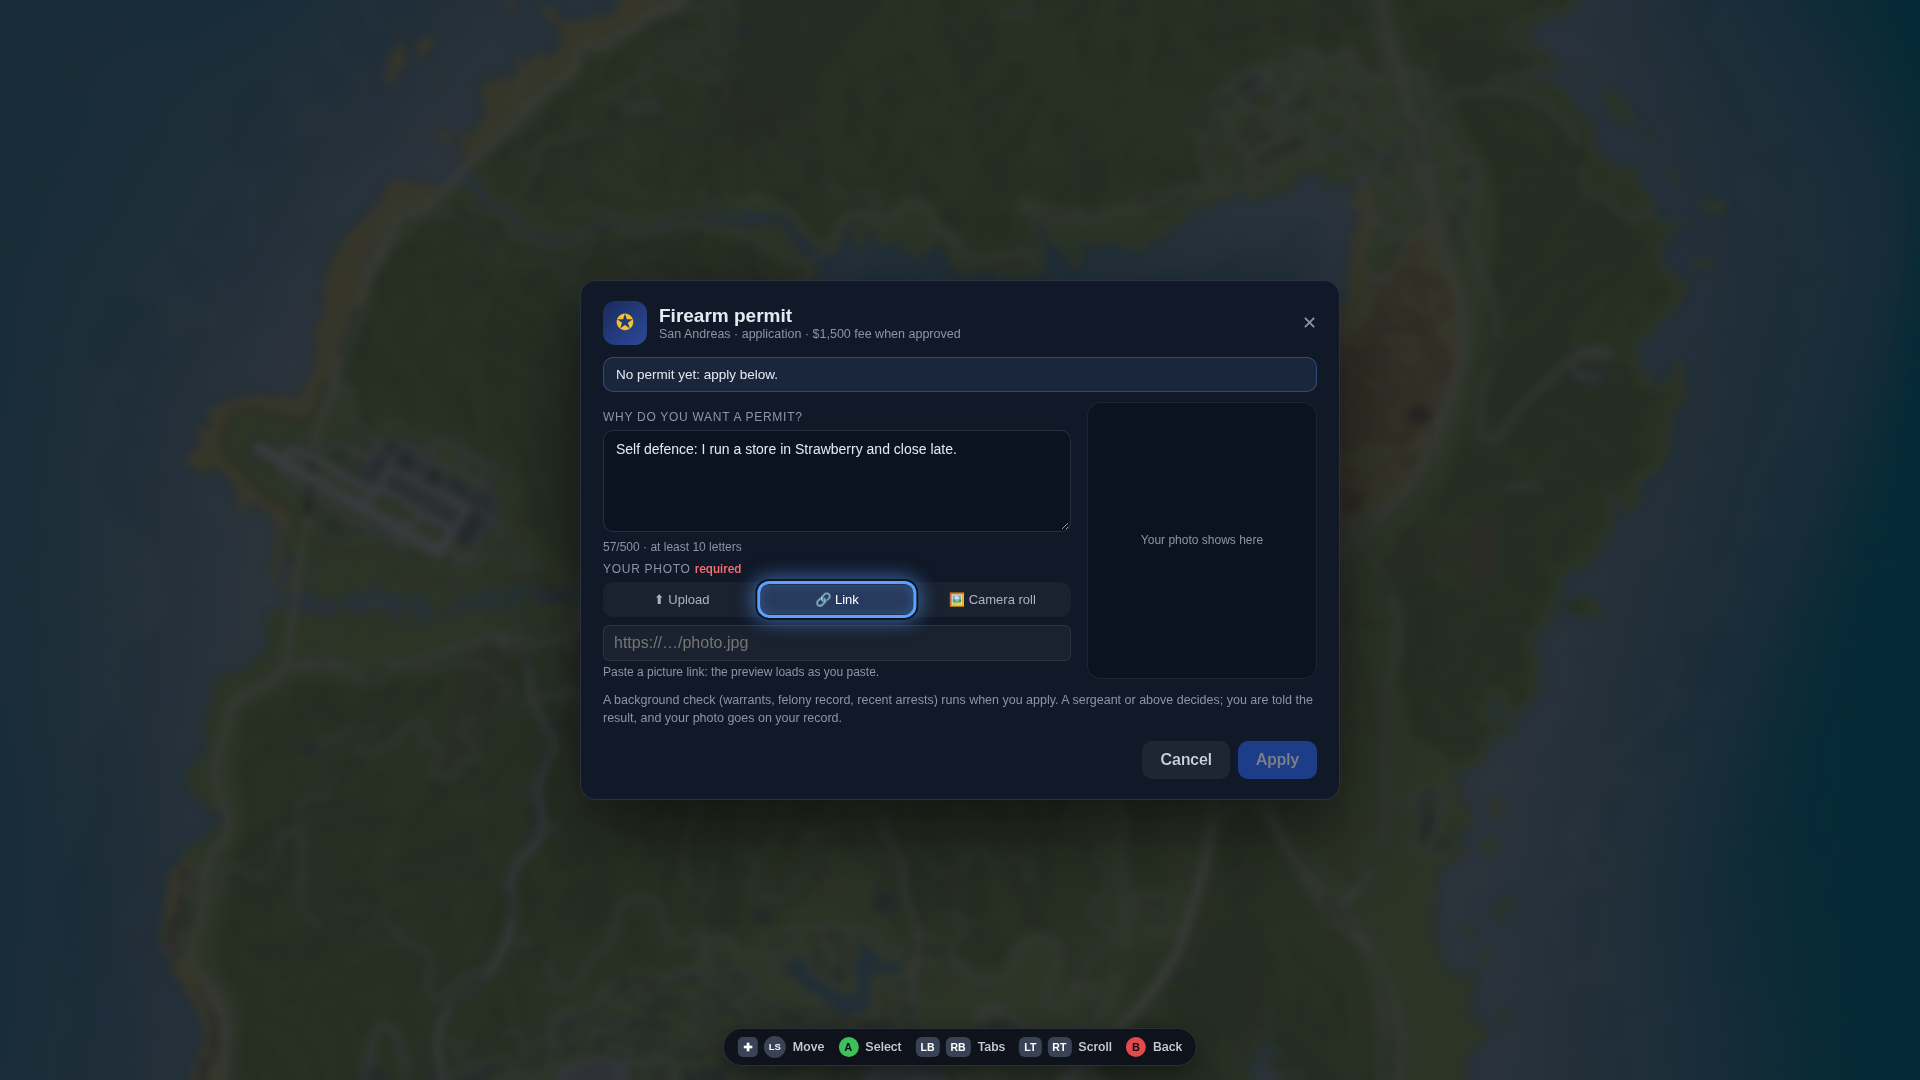 Firearm permit
San Andreas · application · $1,500 fee when approved
✕
No permit yet: apply below.
WHY DO YOU WANT A PERMIT?
Self defence: I run a store in Strawberry and close late.
57/500 · at least 10 letters
YOUR PHOTO required
⬆ Upload
🔗 Link
🖼️ Camera roll
https://…/photo.jpg
Paste a picture link: the preview loads as you paste.
Your photo shows here
A background check (warrants, felony record, recent arrests) runs when you apply. A sergeant or above decides; you are told the
result, and your photo goes on your record.
Cancel
Apply
LS Move A Select LB RB Tabs LT RT Scroll B Back